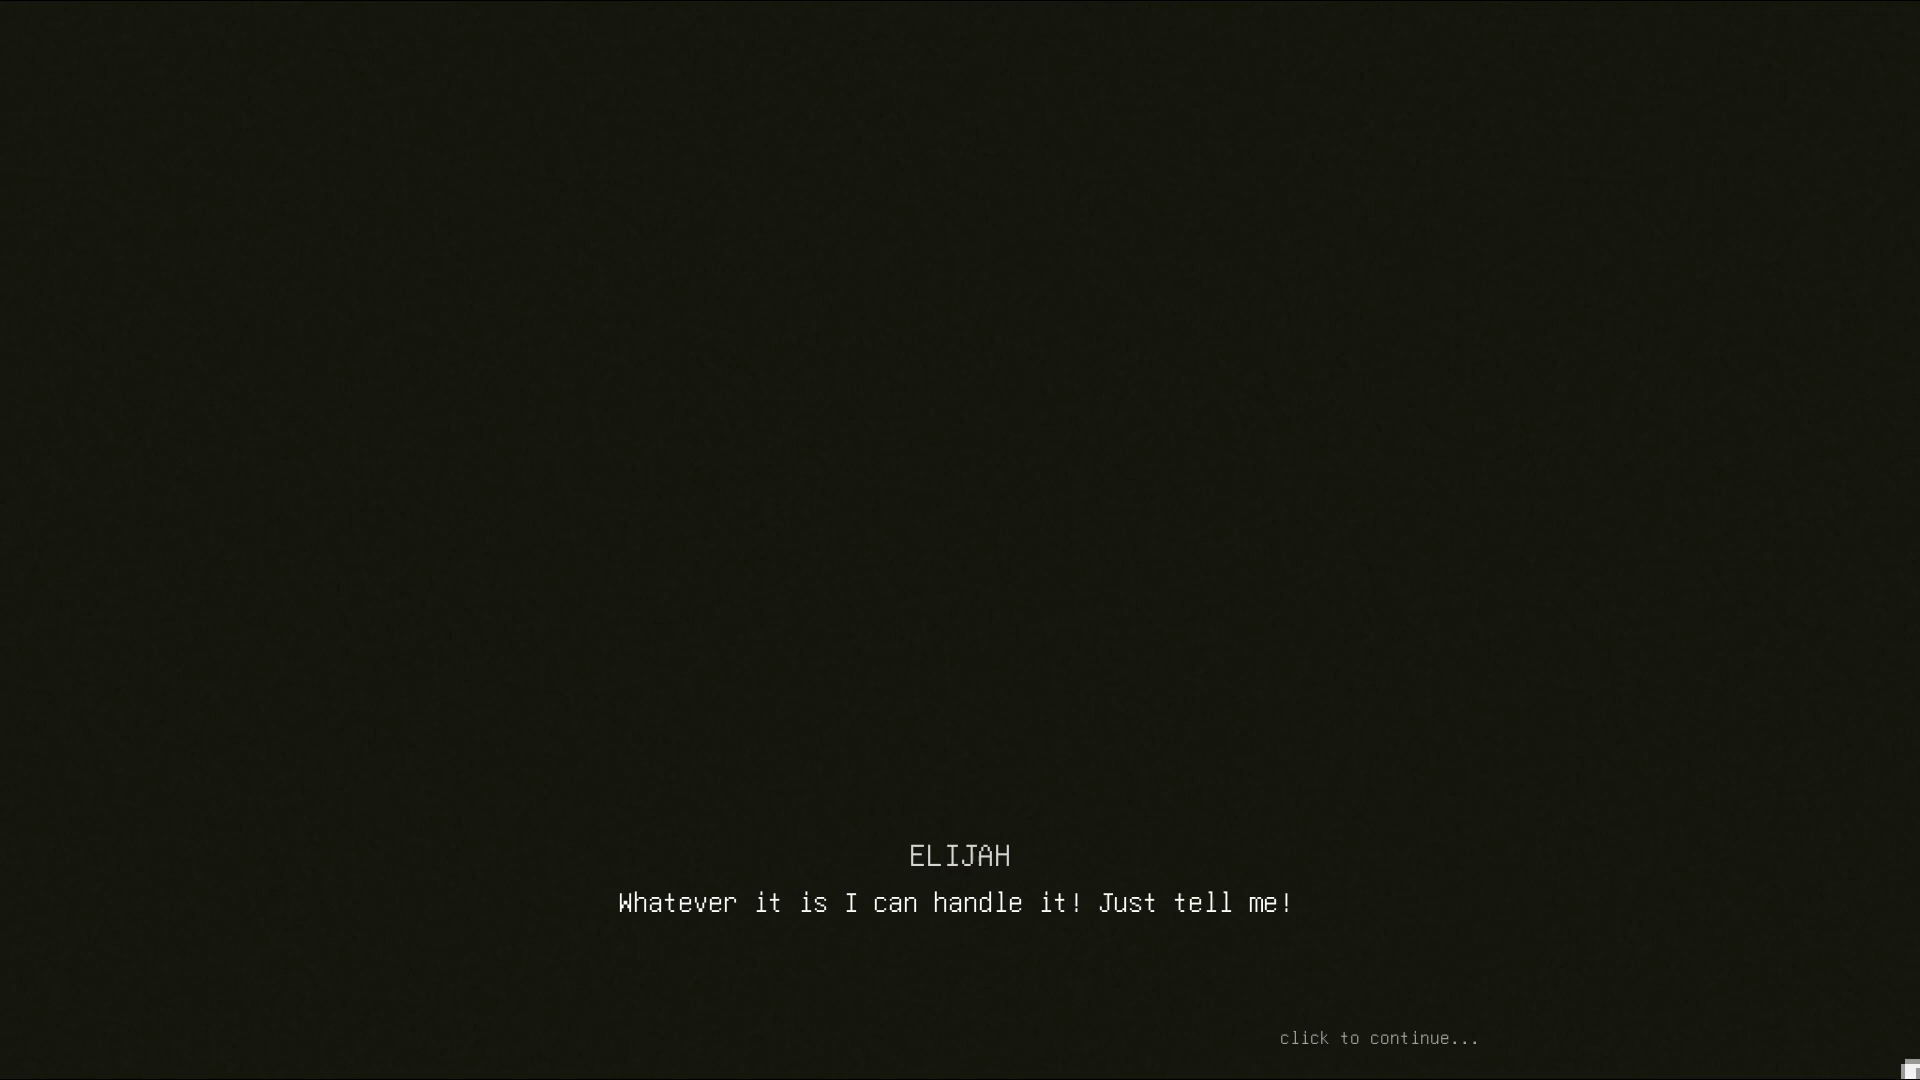 ELIJAH
Whatever it is I can handle it! Just tell me!
click to continue...